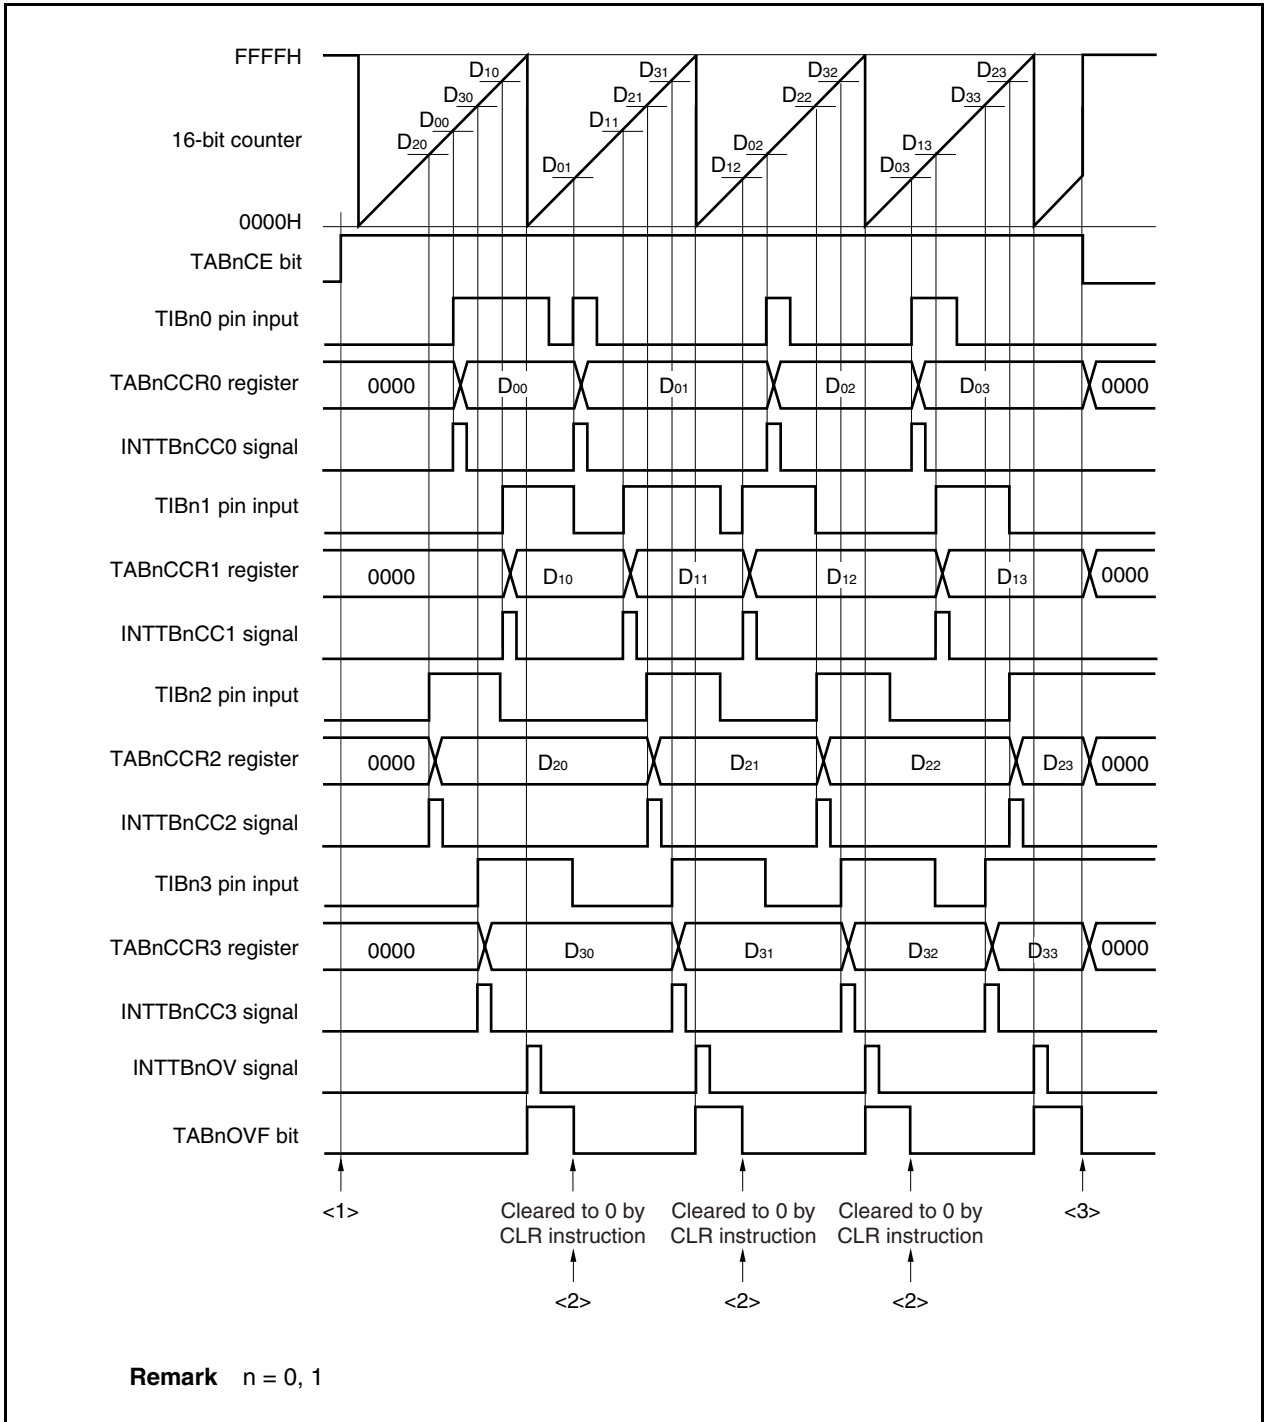 FFFFH
D10
D31
D32
D23
D30
D21
D22
D33
D00
D11
16-bit counter
D20
D02
D13
D01
D12
D03
0000H
TABnCE bit
TIBn0 pin input
TABnCCR0 register 0000 D00 D01 D02 D03 0000
INTTBnCC0 signal
TIBn1 pin input
TABnCCR1 register 0000 D10 D11 D12 D13 0000
INTTBnCC1 signal
TIBn2 pin input
TABnCCR2 register 0000 D20 D21 D22 D23 0000
INTTBnCC2 signal
TIBn3 pin input
TABnCCR3 register 0000 D30 D31 D32 D33 0000
INTTBnCC3 signal
INTTBnOV signal
TABnOVF bit
<1>
Cleared to 0 by
CLR instruction
<2>
Cleared to 0 by
CLR instruction
<2>
Cleared to 0 by
CLR instruction
<2>
<3>
Remark n = 0, 1